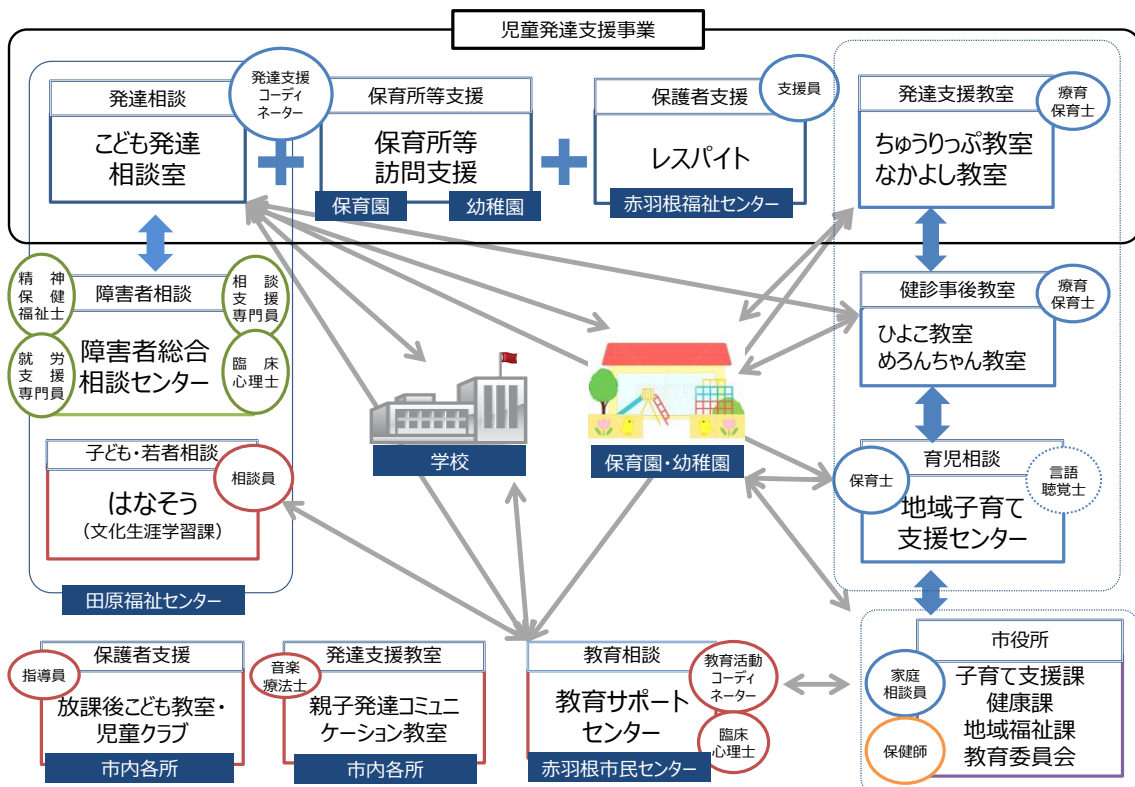 児童発達支援事業
発達相談
こども発達
相談室
発達支援
コーディ
ネーター
保育所等支援
保育所等
訪問支援
保育園
幼稚園
保護者支援
支援員
レスパイト
赤羽根福祉センター
発達支援教室
療育
保育士
ちゅうりっぷ教室
なかよし教室
精神
保健
福祉士
障害者相談
相談
支援
専門員
障害者総合
相談センター
就労
支援
専門員
臨床
心理士
健診事後教室
療育
保育士
ひよこ教室
めろんちゃん教室
学校
保育園・幼稚園
子ども・若者相談
相談員
はなそう
（文化生涯学習課）
田原福祉センター
育児相談
保育士
言語
聴覚士
地域子育て
支援センター
保護者支援
指導員
放課後こども教室・
児童クラブ
市内各所
発達支援教室
音楽
療法士
親子発達コミュニ
ケーション教室
市内各所
教育相談
教育活動
コーディ
ネーター
教育サポート
センター
臨床
心理士
赤羽根市民センター
市役所
家庭
相談員
保健師
子育て支援課
健康課
地域福祉課
教育委員会